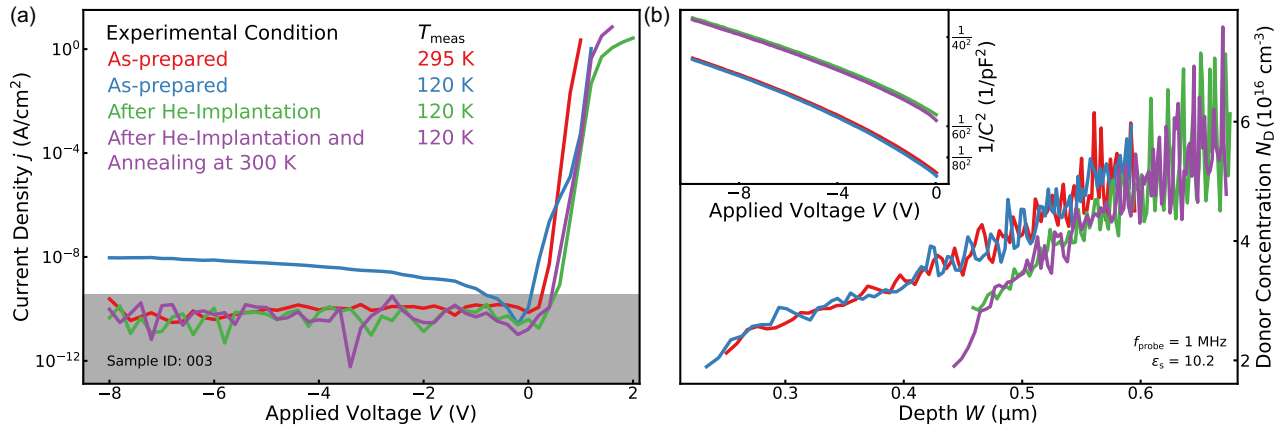 (a)
Experimental Condition T_meas
As-prepared 295 K
As-prepared 120 K
After He-Implantation 120 K
After He-Implantation and 120 K
Annealing at 300 K
Sample ID: 003
10⁰
10⁻⁴
10⁻⁸
10⁻¹²
Current Density j (A/cm²)
−8 −6 −4 −2 0 2
Applied Voltage V (V)
(b)
1/40²
1/60²
1/80²
1/C² (1/pF²)
−8 −4 0
Applied Voltage V (V)
f_probe = 1 MHz
ε_s = 10.2
6
4
2
Donor Concentration N_D (10¹⁶ cm⁻³)
0.3 0.4 0.5 0.6
Depth W (μm)